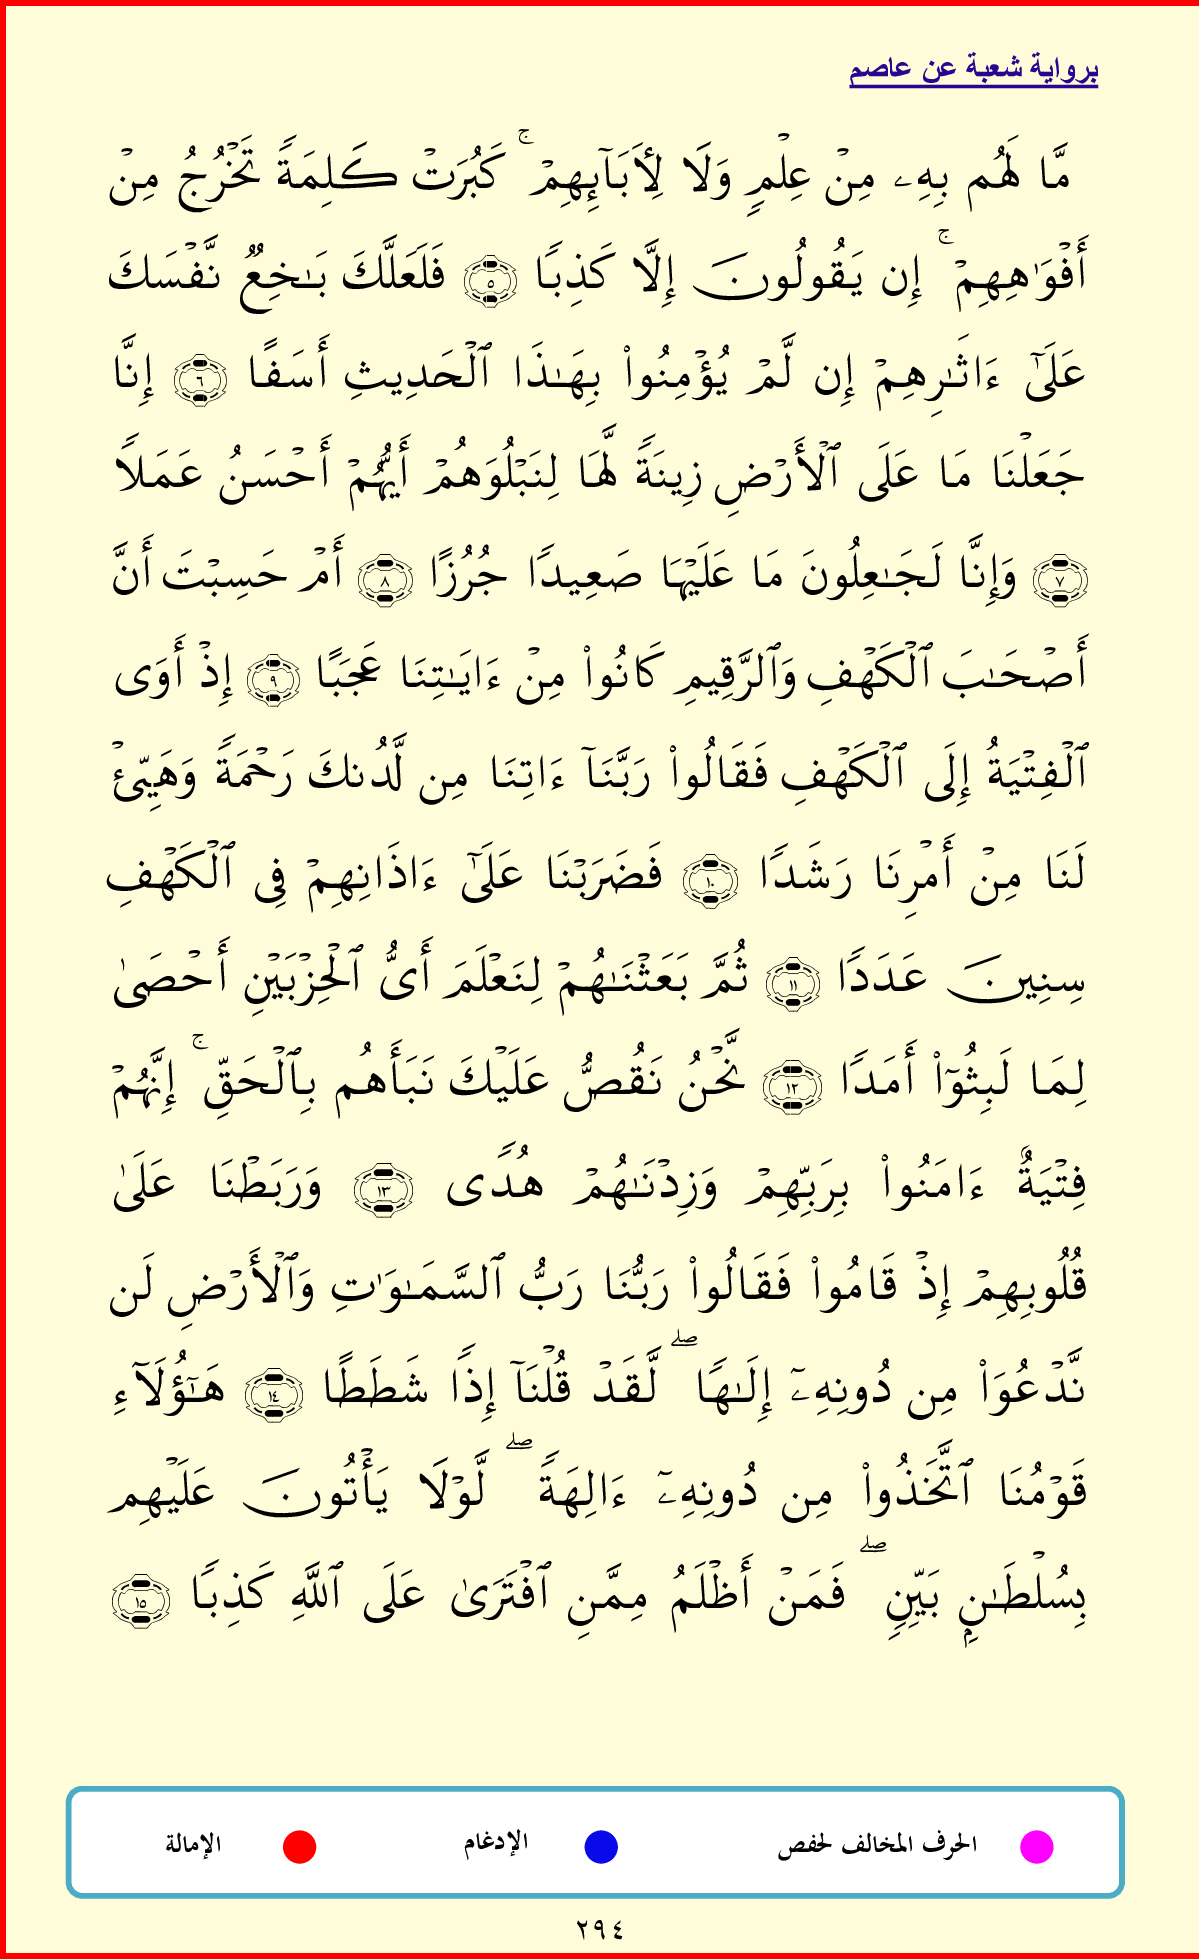 برواية شعبة عن عاصم
مَّا لَهُم بِهِۦ مِنۡ عِلۡمٖ وَلَا لِأٓبَآئِهِمۡۚ كَبُرَتۡ كَلِمَةٗ تَخۡرُجُ مِنۡ
أَفۡوَٰهِهِمۡۚ إِن يَقُولُونَ إِلَّا كَذِبٗا ٥ فَلَعَلَّكَ بَٰخِعٞ نَّفۡسَكَ
عَلَىٰٓ ءَاثَٰرِهِمۡ إِن لَّمۡ يُؤۡمِنُواْ بِهَٰذَا ٱلۡحَدِيثِ أَسَفًا ٦ إِنَّا
جَعَلۡنَا مَا عَلَى ٱلۡأَرۡضِ زِينَةٗ لَّهَا لِنَبۡلُوَهُمۡ أَيُّهُمۡ أَحۡسَنُ عَمَلٗا
٧ وَإِنَّا لَجَٰعِلُونَ مَا عَلَيۡهَا صَعِيدٗا جُرُزًا ٨ أَمۡ حَسِبۡتَ أَنَّ
أَصۡحَٰبَ ٱلۡكَهۡفِ وَٱلرَّقِيمِ كَانُواْ مِنۡ ءَايَٰتِنَا عَجَبًا ٩ إِذۡ أَوَى
ٱلۡفِتۡيَةُ إِلَى ٱلۡكَهۡفِ فَقَالُواْ رَبَّنَآ ءَاتِنَا مِن لَّدُنكَ رَحۡمَةٗ وَهَيِّئۡ
لَنَا مِنۡ أَمۡرِنَا رَشَدٗا ١٠ فَضَرَبۡنَا عَلَىٰٓ ءَاذَانِهِمۡ فِي ٱلۡكَهۡفِ
سِنِينَ عَدَدٗا ١١ ثُمَّ بَعَثۡنَٰهُمۡ لِنَعۡلَمَ أَيُّ ٱلۡحِزۡبَيۡنِ أَحۡصَىٰ
لِمَا لَبِثُوٓاْ أَمَدٗا ١٢ نَّحۡنُ نَقُصُّ عَلَيۡكَ نَبَأَهُم بِٱلۡحَقِّۚ إِنَّهُمۡ
فِتۡيَةٌ ءَامَنُواْ بِرَبِّهِمۡ وَزِدۡنَٰهُمۡ هُدٗى ١٣ وَرَبَطۡنَا عَلَىٰ
قُلُوبِهِمۡ إِذۡ قَامُواْ فَقَالُواْ رَبُّنَا رَبُّ ٱلسَّمَٰوَٰتِ وَٱلۡأَرۡضِ لَن
نَّدۡعُوَاْ مِن دُونِهِۦٓ إِلَٰهٗاۖ لَّقَدۡ قُلۡنَآ إِذٗا شَطَطًا ١٤ هَٰٓؤُلَآءِ
قَوۡمُنَا ٱتَّخَذُواْ مِن دُونِهِۦٓ ءَالِهَةٗۖ لَّوۡلَا يَأۡتُونَ عَلَيۡهِم
بِسُلۡطَٰنِۭ بَيِّنٖۖ فَمَنۡ أَظۡلَمُ مِمَّنِ ٱفۡتَرَىٰ عَلَى ٱللَّهِ كَذِبٗا ١٥
الحرف المخالف لحفص الإدغام الإمالة
٢٩٤